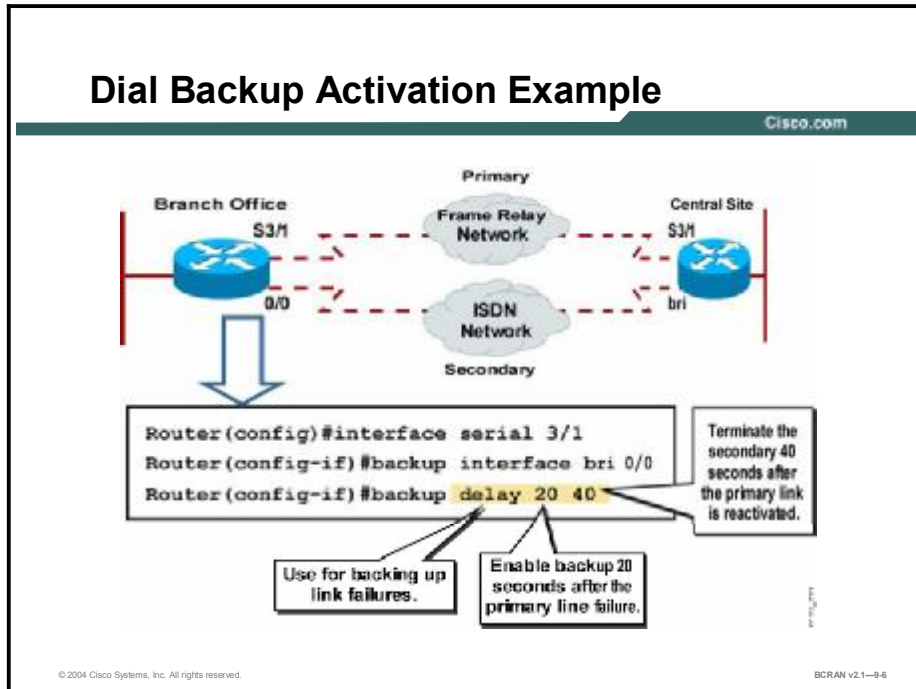 Dial Backup Activation Example
Cisco.com
Primary
Branch Office
Frame Relay
Network
Central Site
S3/1
S3/1
0/0
ISDN
Network
bri
Secondary
Router(config)#interface serial 3/1
Router(config-if)#backup interface bri 0/0
Router(config-if)#backup delay 20 40
Terminate the
secondary 40
seconds after
the primary link
is reactivated.
Use for backing up
link failures.
Enable backup 20
seconds after the
primary line failure.
© 2004 Cisco Systems, Inc. All rights reserved.
BCRAN v2.1—9-6